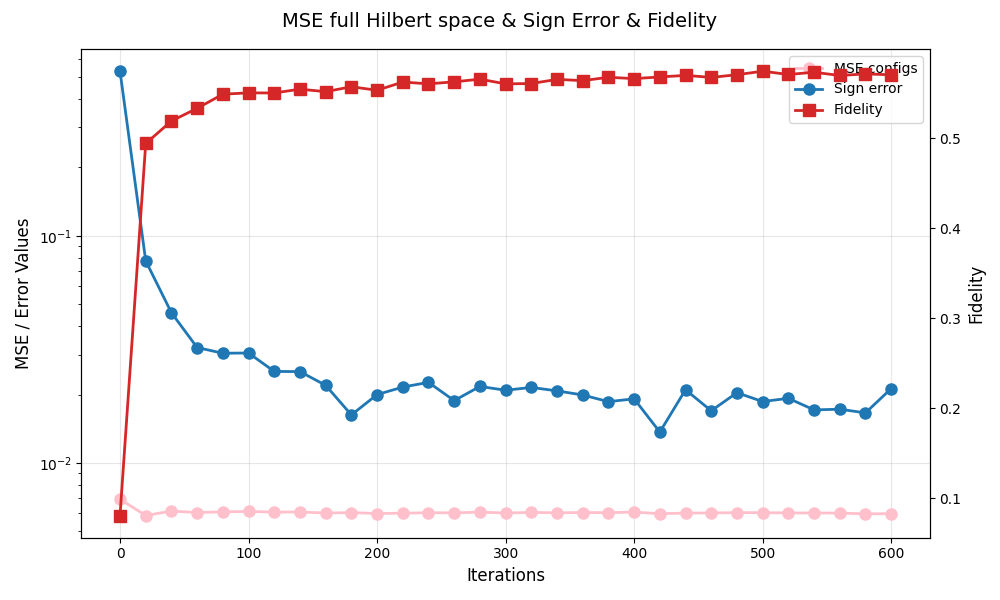 MSE full Hilbert space & Sign Error & Fidelity
MSE configs
Sign error
Fidelity
MSE / Error Values
10⁻¹
10⁻²
0.5
0.4
0.3
0.2
0.1
Fidelity
0 100 200 300 400 500 600
Iterations